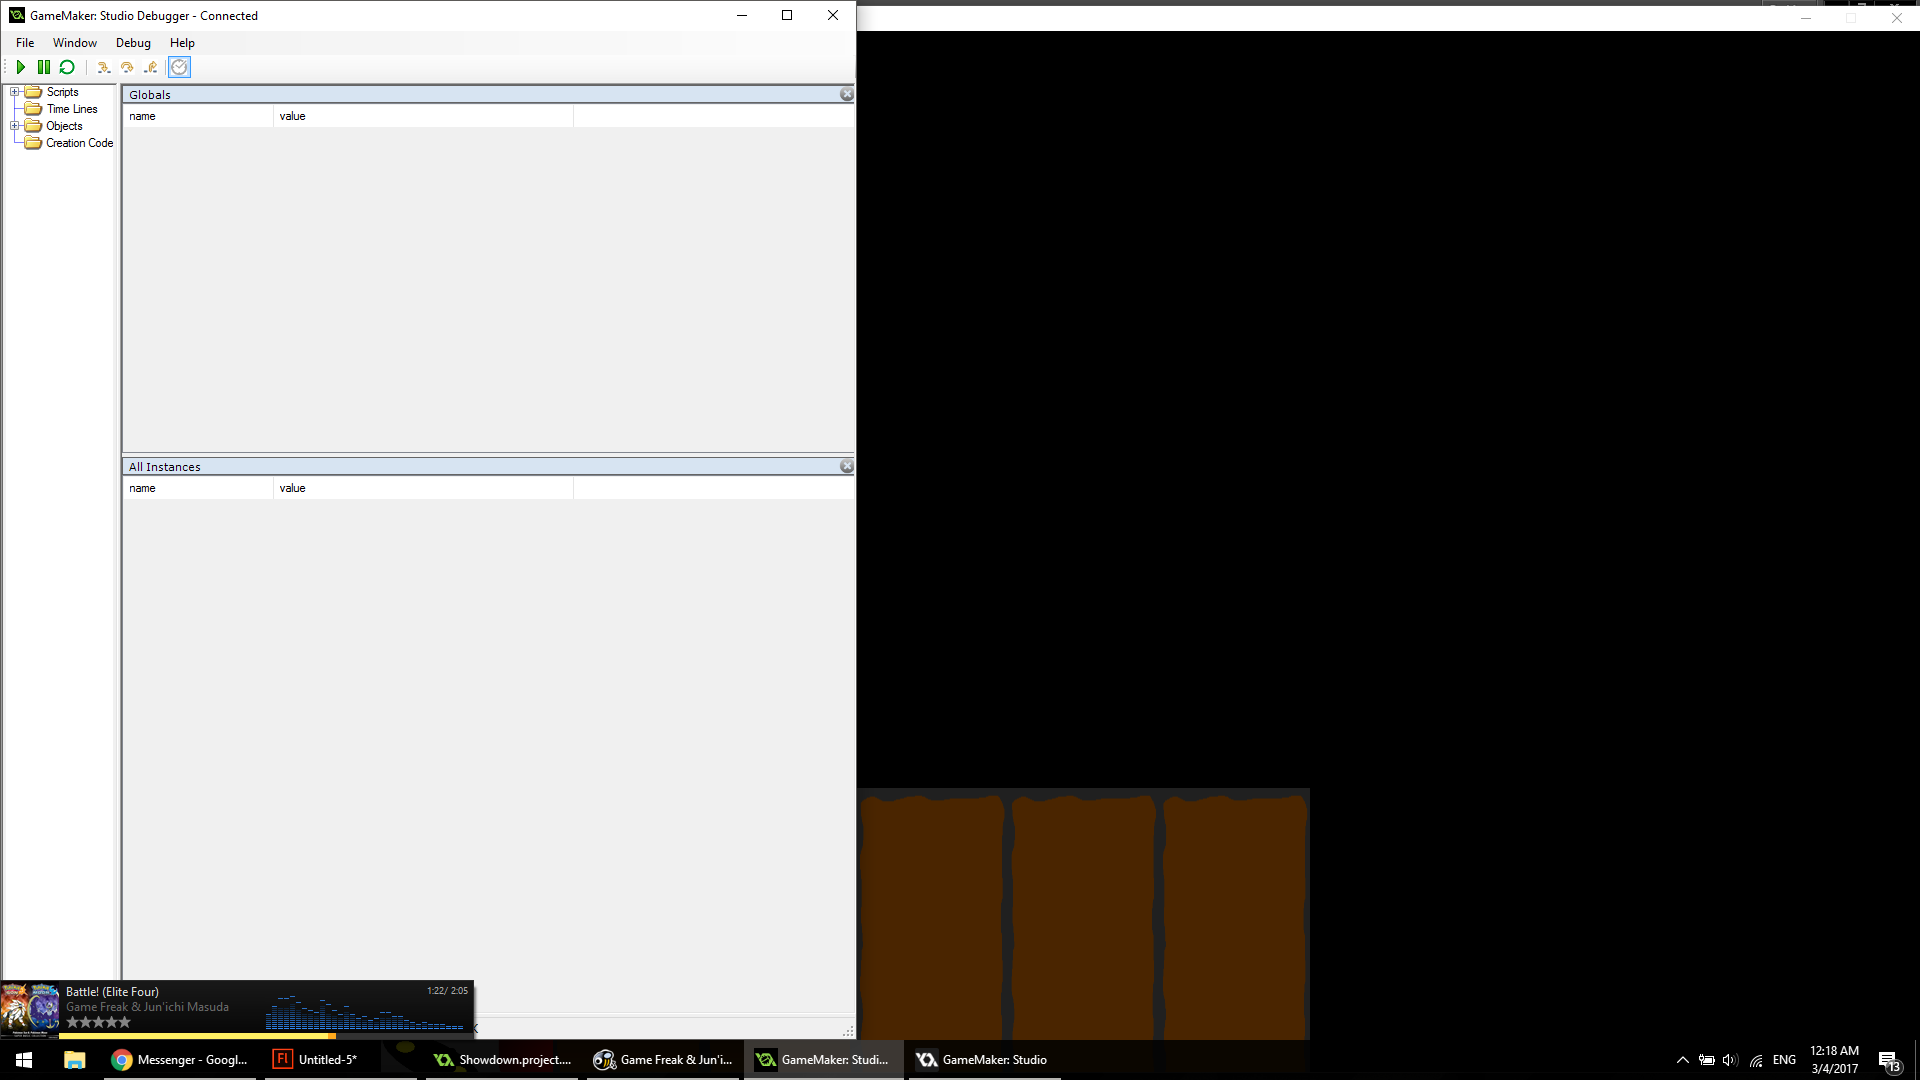 GameMaker: Studio Debugger - Connected
File Window Debug Help
Scripts
Time Lines
Objects
Creation Code
Globals
name value
All Instances
name value
Battle! (Elite Four) 1:22/ 2:05
Game Freak & Jun'ichi Masuda
Messenger - Googl...
Untitled-5*
Showdown.project....
Game Freak & Jun'i...
GameMaker: Studi...
GameMaker: Studio
ENG
12:18 AM
3/4/2017
13